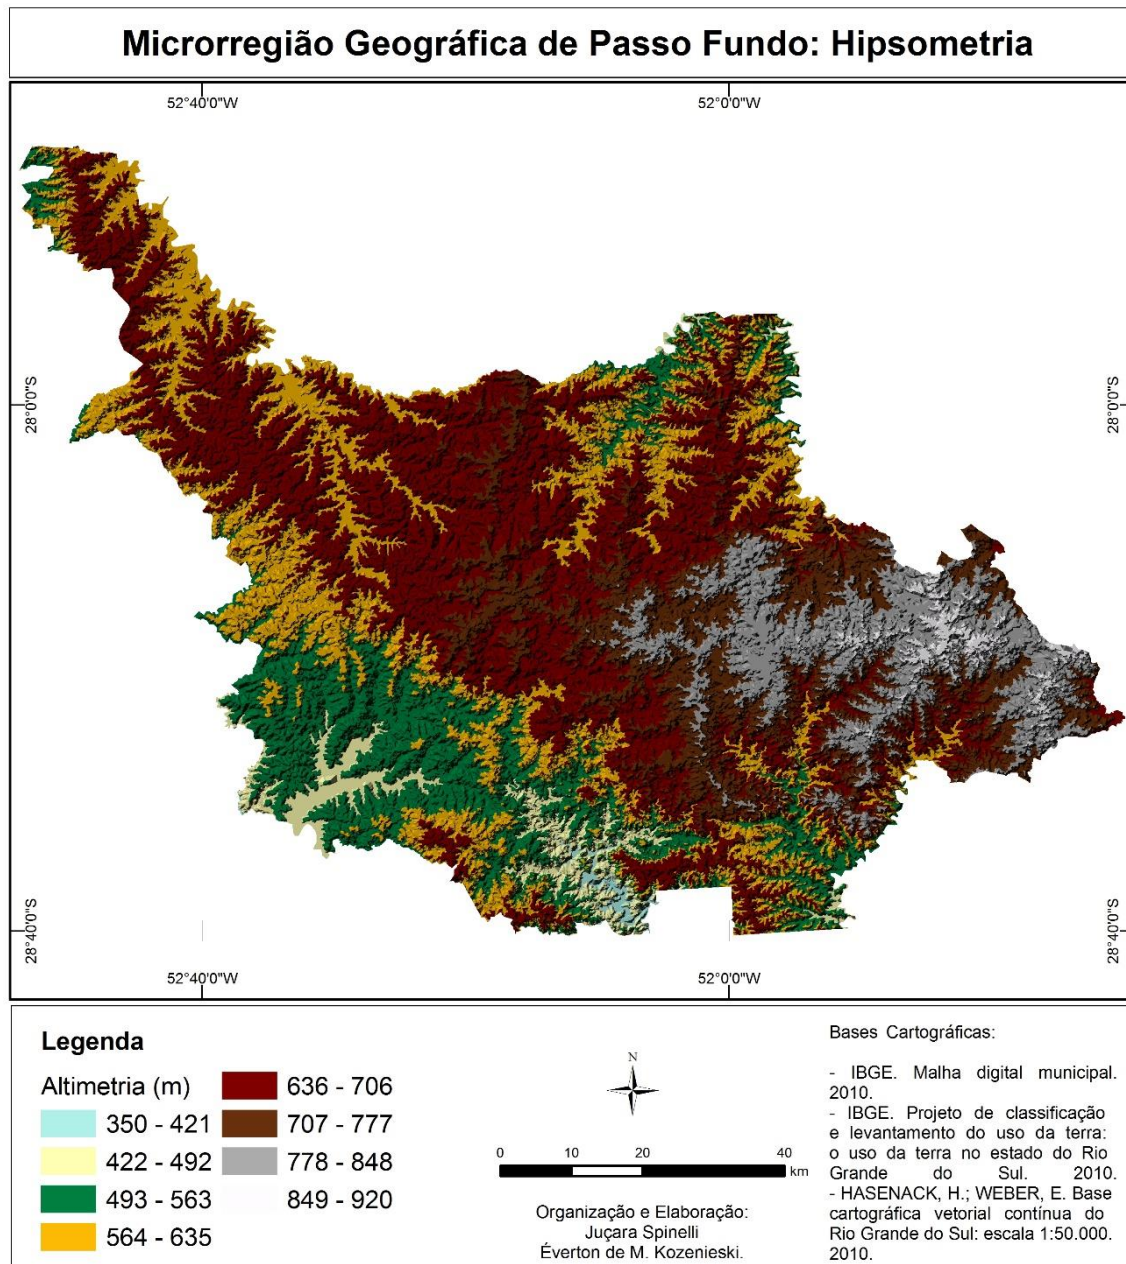 Microrregião Geográfica de Passo Fundo: Hipsometria
52°40'0"W
52°0'0"W
28°0'0"S
28°0'0"S
28°40'0"S
28°40'0"S
52°40'0"W
52°0'0"W
Legenda
Altimetria (m)
350 - 421
422 - 492
493 - 563
564 - 635
636 - 706
707 - 777
778 - 848
849 - 920
N
0 10 20 40
km
Organização e Elaboração:
Juçara Spinelli
Éverton de M. Kozenieski.
Bases Cartográficas:
- IBGE. Malha digital municipal.
2010.
- IBGE. Projeto de classificação
e levantamento do uso da terra:
o uso da terra no estado do Rio
Grande do Sul. 2010.
- HASENACK, H.; WEBER, E. Base
cartográfica vetorial contínua do
Rio Grande do Sul: escala 1:50.000.
2010.